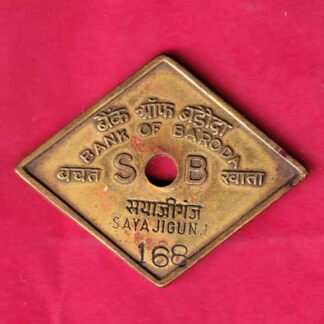 बैंक ऑफ बड़ौदा
BANK OF BARODA
बचत S B खाता
सयाजीगंज
SAYAJIGUNJ
168